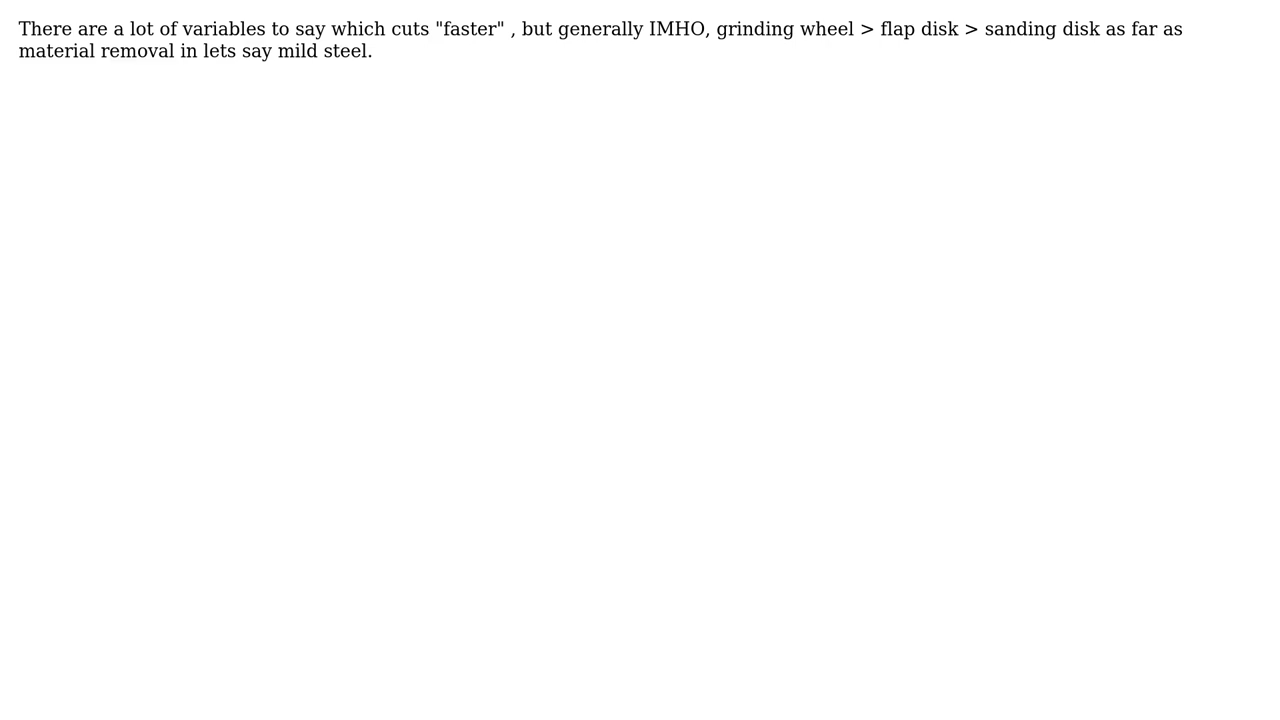 There are a lot of variables to say which cuts "faster" , but generally IMHO, grinding wheel > flap disk > sanding disk as far as
material removal in lets say mild steel.